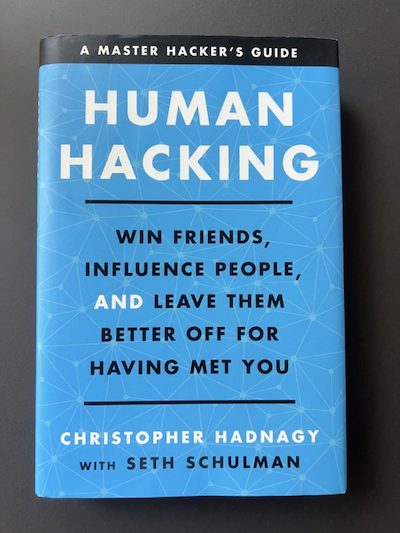 A MASTER HACKER'S GUIDE
HUMAN
HACKING
WIN FRIENDS,
INFLUENCE PEOPLE,
AND LEAVE THEM
BETTER OFF FOR
HAVING MET YOU
CHRISTOPHER HADNAGY
WITH SETH SCHULMAN